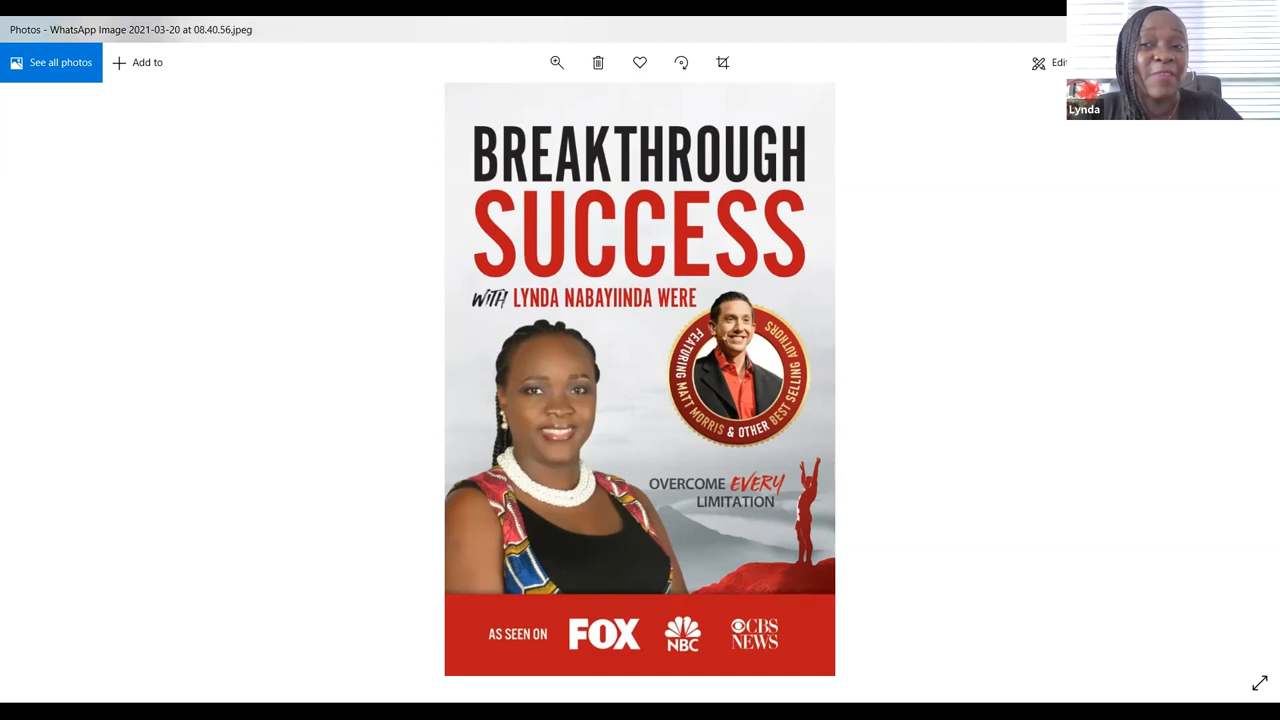 Photos - WhatsApp Image 2021-03-20 at 08.40.56.jpeg
See all photos
Add to
Lynda
BREAKTHROUGH
SUCCESS
WITH LYNDA NABAYIINDA WERE
FEATURING MATT MORRIS & OTHER BEST SELLING AUTHORS
OVERCOME EVERY
LIMITATION
AS SEEN ON FOX NBC CBS NEWS